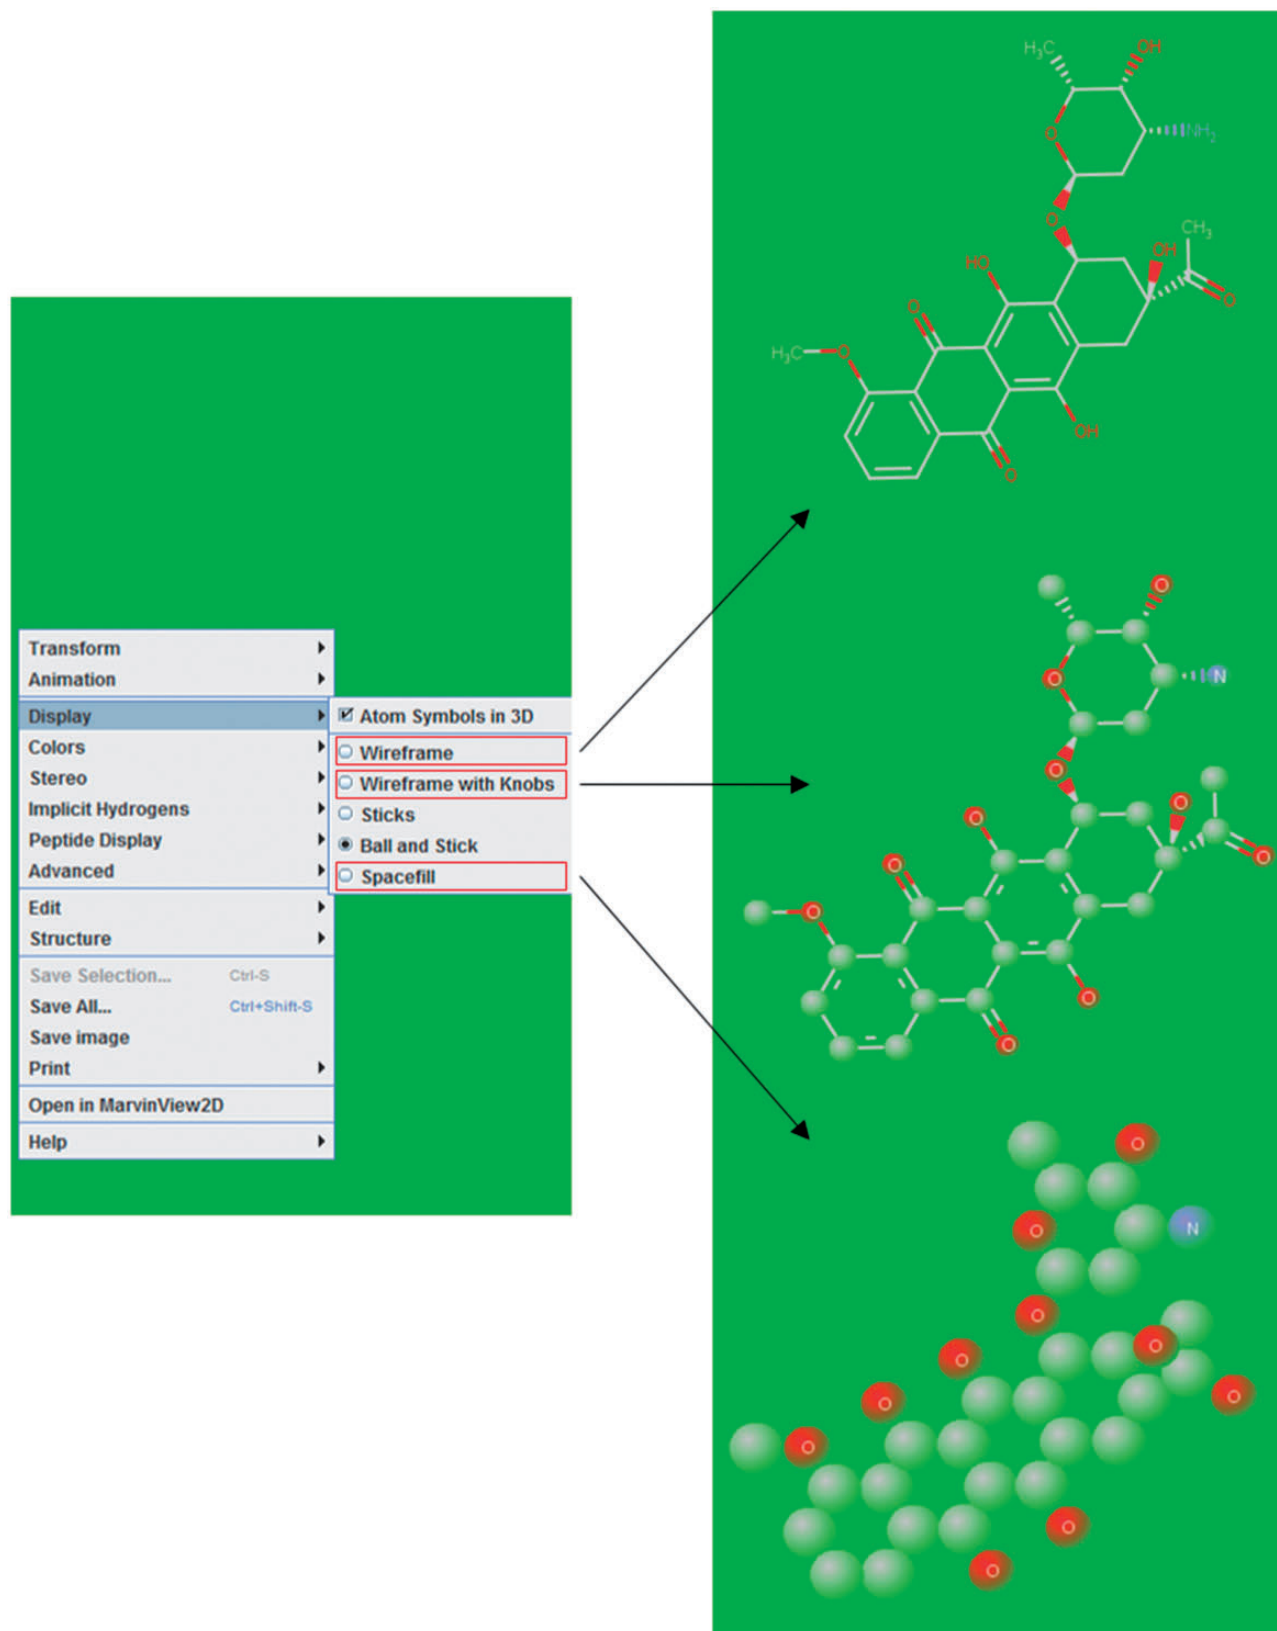 Transform
Animation
Display
Colors
Stereo
Implicit Hydrogens
Peptide Display
Advanced
Edit
Structure
Save Selection... Ctrl-S
Save All... Ctrl+Shift-S
Save image
Print
Open in MarvinView2D
Help
Atom Symbols in 3D
Wireframe
Wireframe with Knobs
Sticks
Ball and Stick
Spacefill
H₃C
OH
O
NH₂
O
CH₃
OH
HO
O
O
H₃C
O
OH
O
O
O
N
O
O
O
O
O
O
O
O
O
O
N
O
O
O
O
O
O
O
O